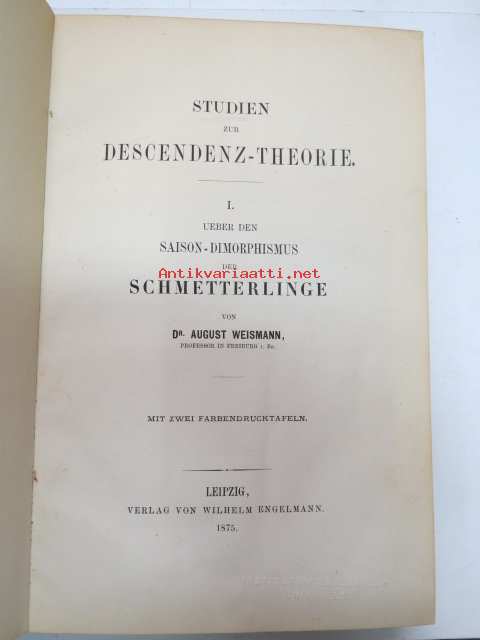 STUDIEN
ZUR
DESCENDENZ-THEORIE.
I.
UEBER DEN
SAISON-DIMORPHISMUS
DER
Antikvariaatti.net
SCHMETTERLINGE
VON
DR. AUGUST WEISMANN,
PROFESSOR IN FREIBURG I. BR.
MIT ZWEI FARBENDRUCKTAFELN.
LEIPZIG,
VERLAG VON WILHELM ENGELMANN.
1875.